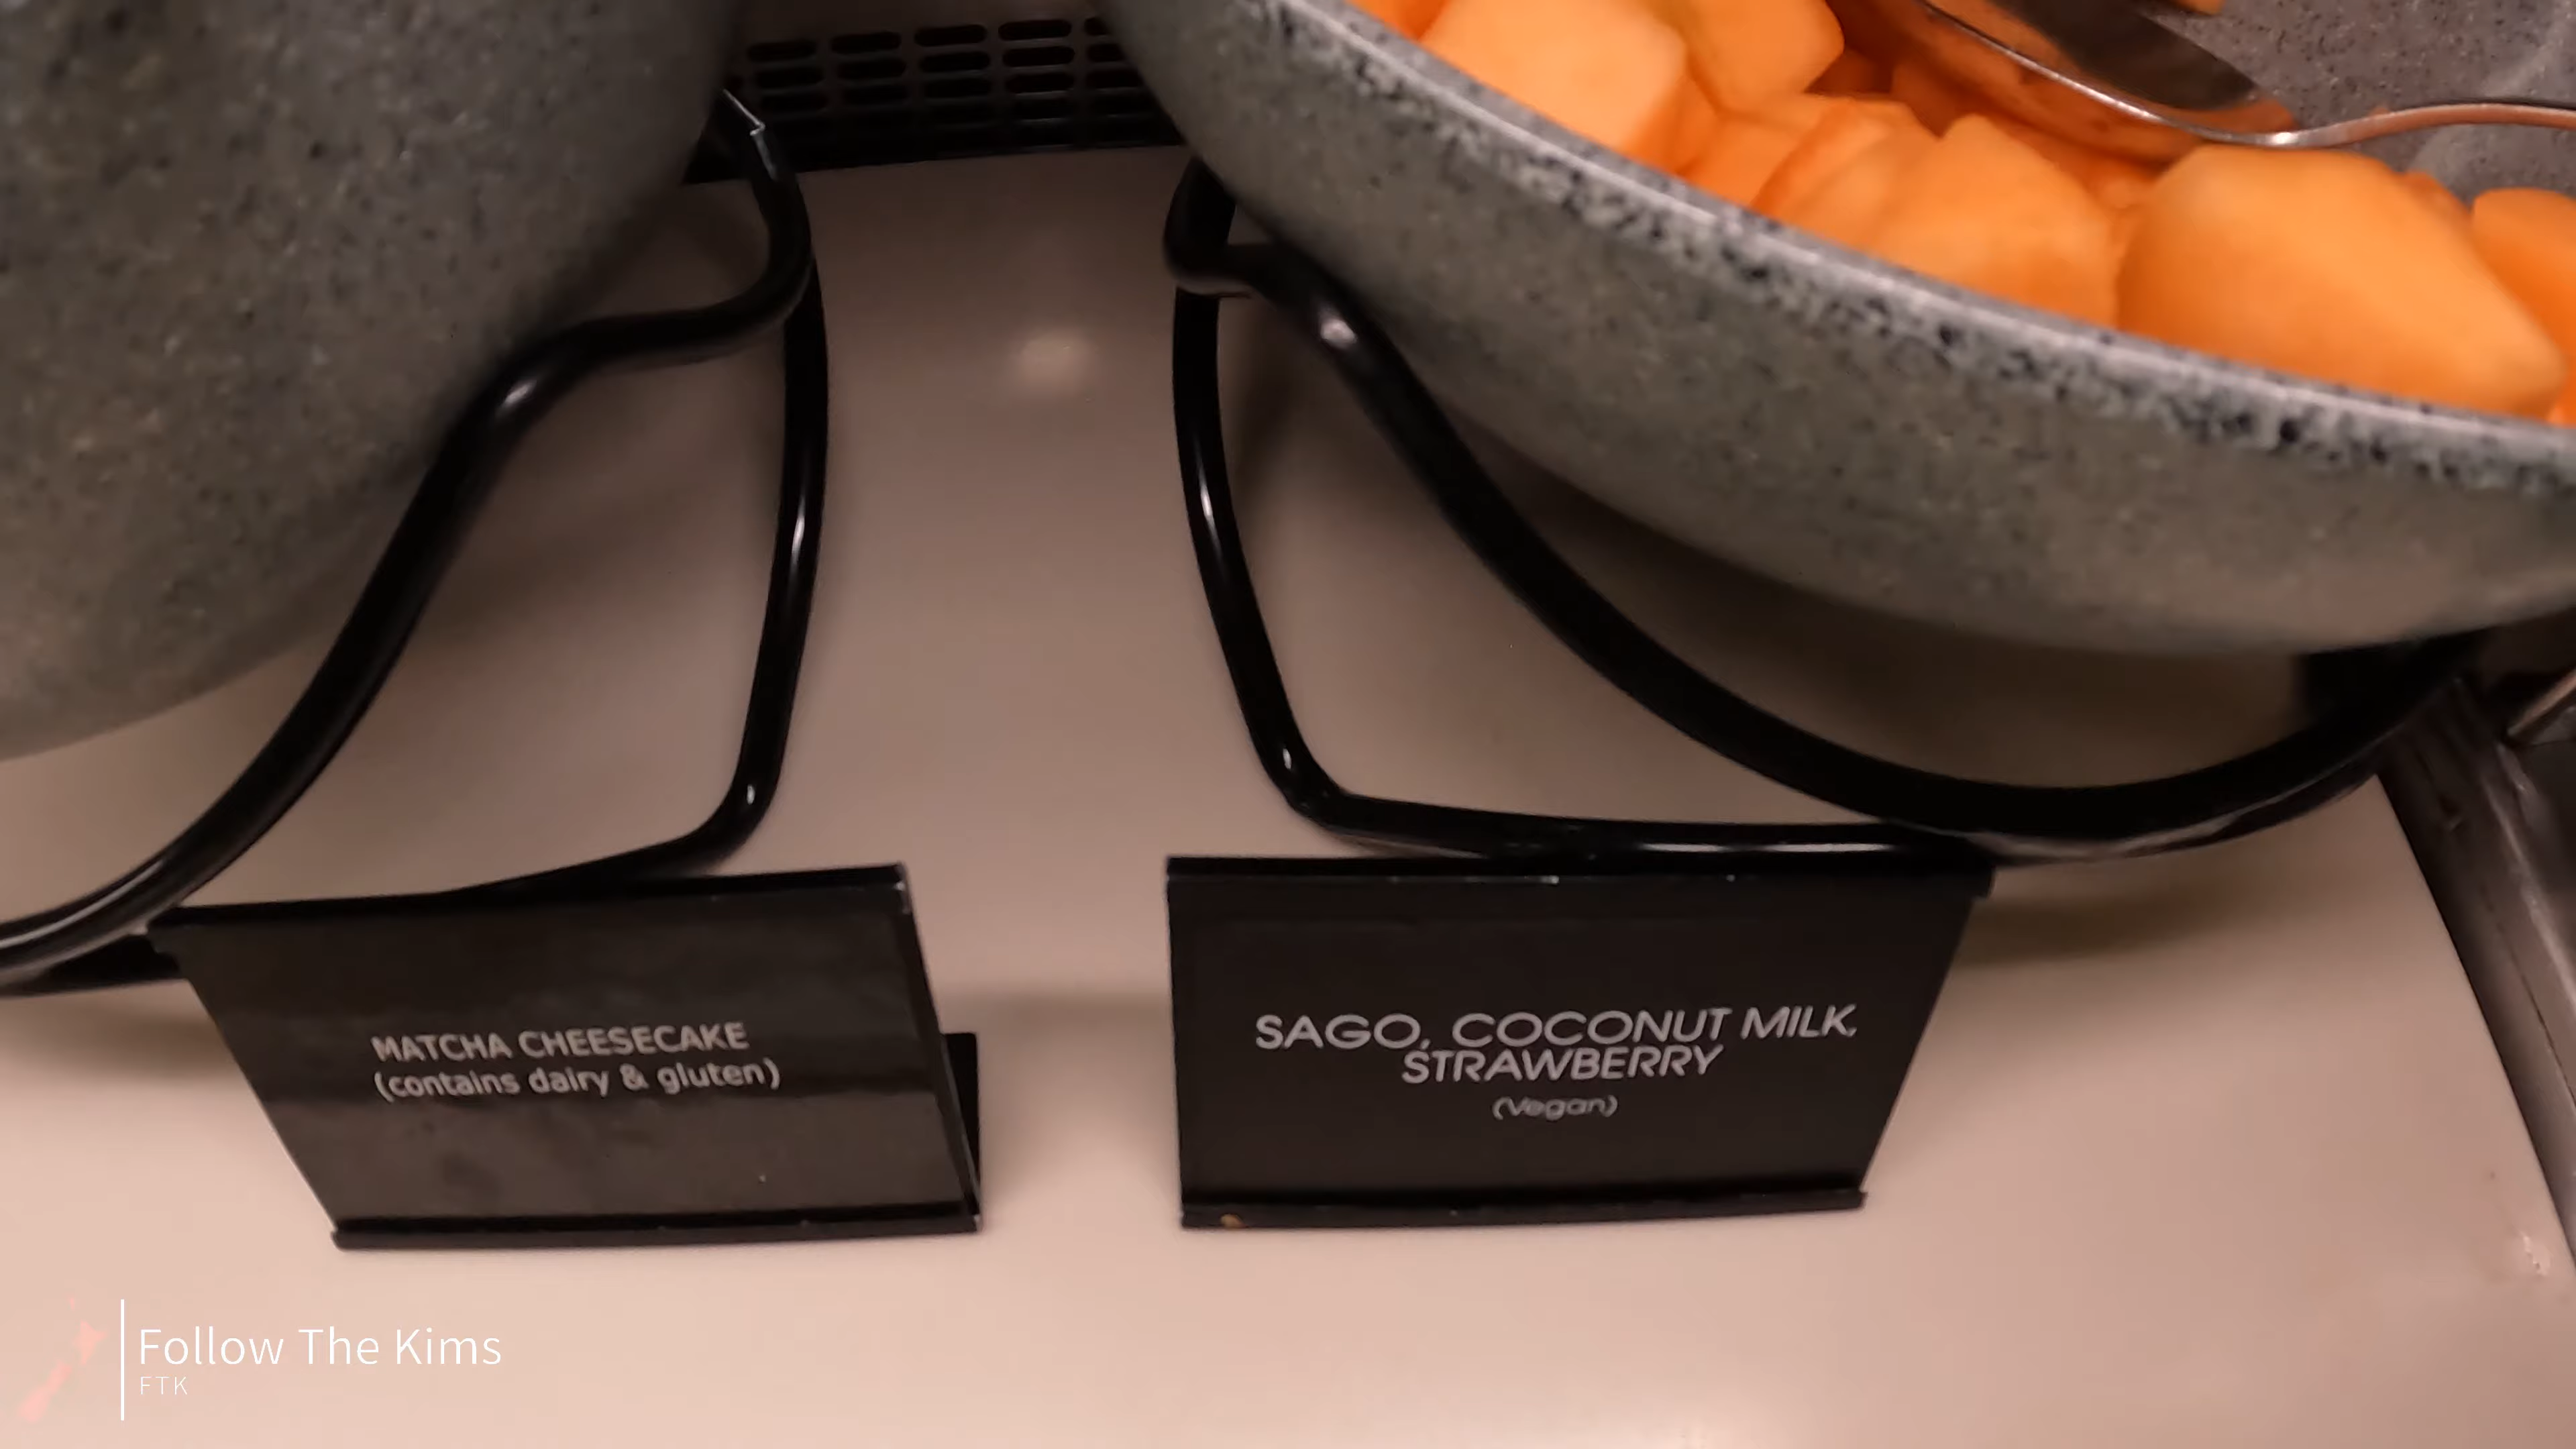 MATCHA CHEESECAKE
(contains dairy & gluten)
SAGO, COCONUT MILK,
STRAWBERRY
(Vegan)
Follow The Kims
FTK